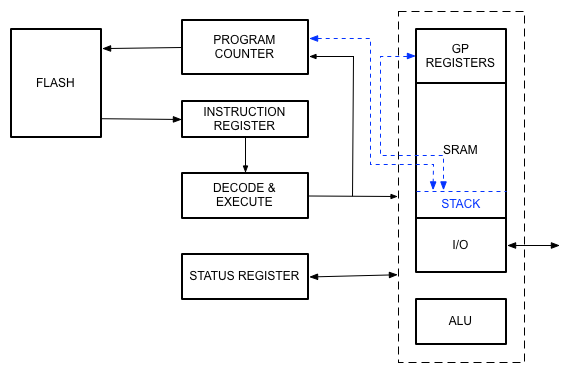 PROGRAM
COUNTER
GP
REGISTERS
FLASH
INSTRUCTION
REGISTER
SRAM
DECODE &
EXECUTE
STACK
I/O
STATUS REGISTER
ALU